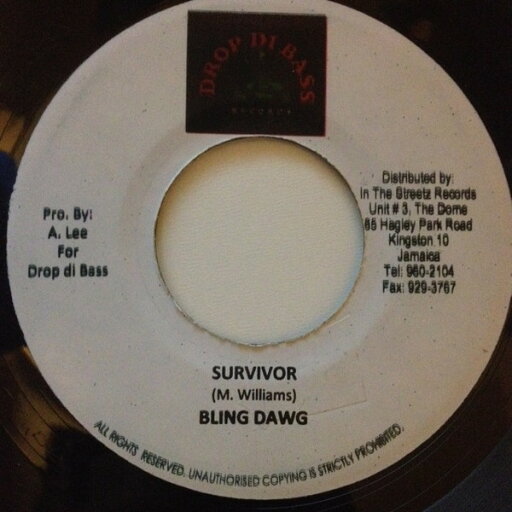 DROP DI BASS
RECORDS
Pro. By:
A. Lee
For
Drop di Bass
Distributed by:
In The Streetz Records
Unit # 3, The Dome
85 Hagley Park Road
Kingston 10
Jamaica
Tel: 960-2104
Fax: 929-3767
SURVIVOR
(M. Williams)
BLING DAWG
ALL RIGHTS RESERVED. UNAUTHORISED COPYING IS STRICTLY PROHIBITED.